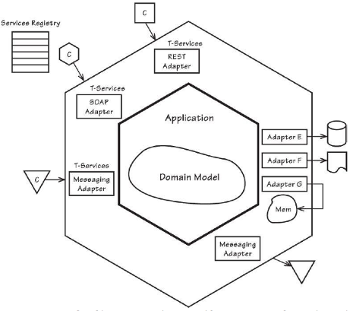 C
Services Registry
T-Services
REST
Adapter
C
T-Services
SOAP
Adapter
Application
Adapter E
Adapter F
T-Services
Messaging
Adapter
C
Domain Model
Adapter G
Mem
Messaging
Adapter